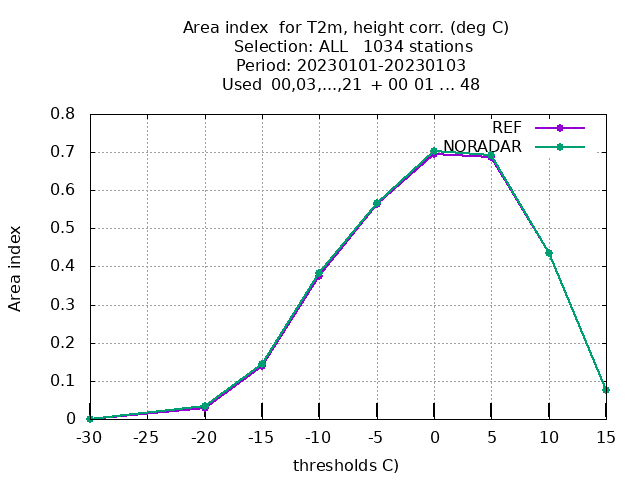 Area index  for T2m, height corr. (deg C)
Selection: ALL   1034 stations
Period: 20230101-20230103
Used  00,03,...,21  + 00 01 ... 48
REF
NORADAR
0.8
0.7
0.6
0.5
0.4
0.3
0.2
0.1
0
Area index
-30 -25 -20 -15 -10 -5 0 5 10 15
thresholds C)